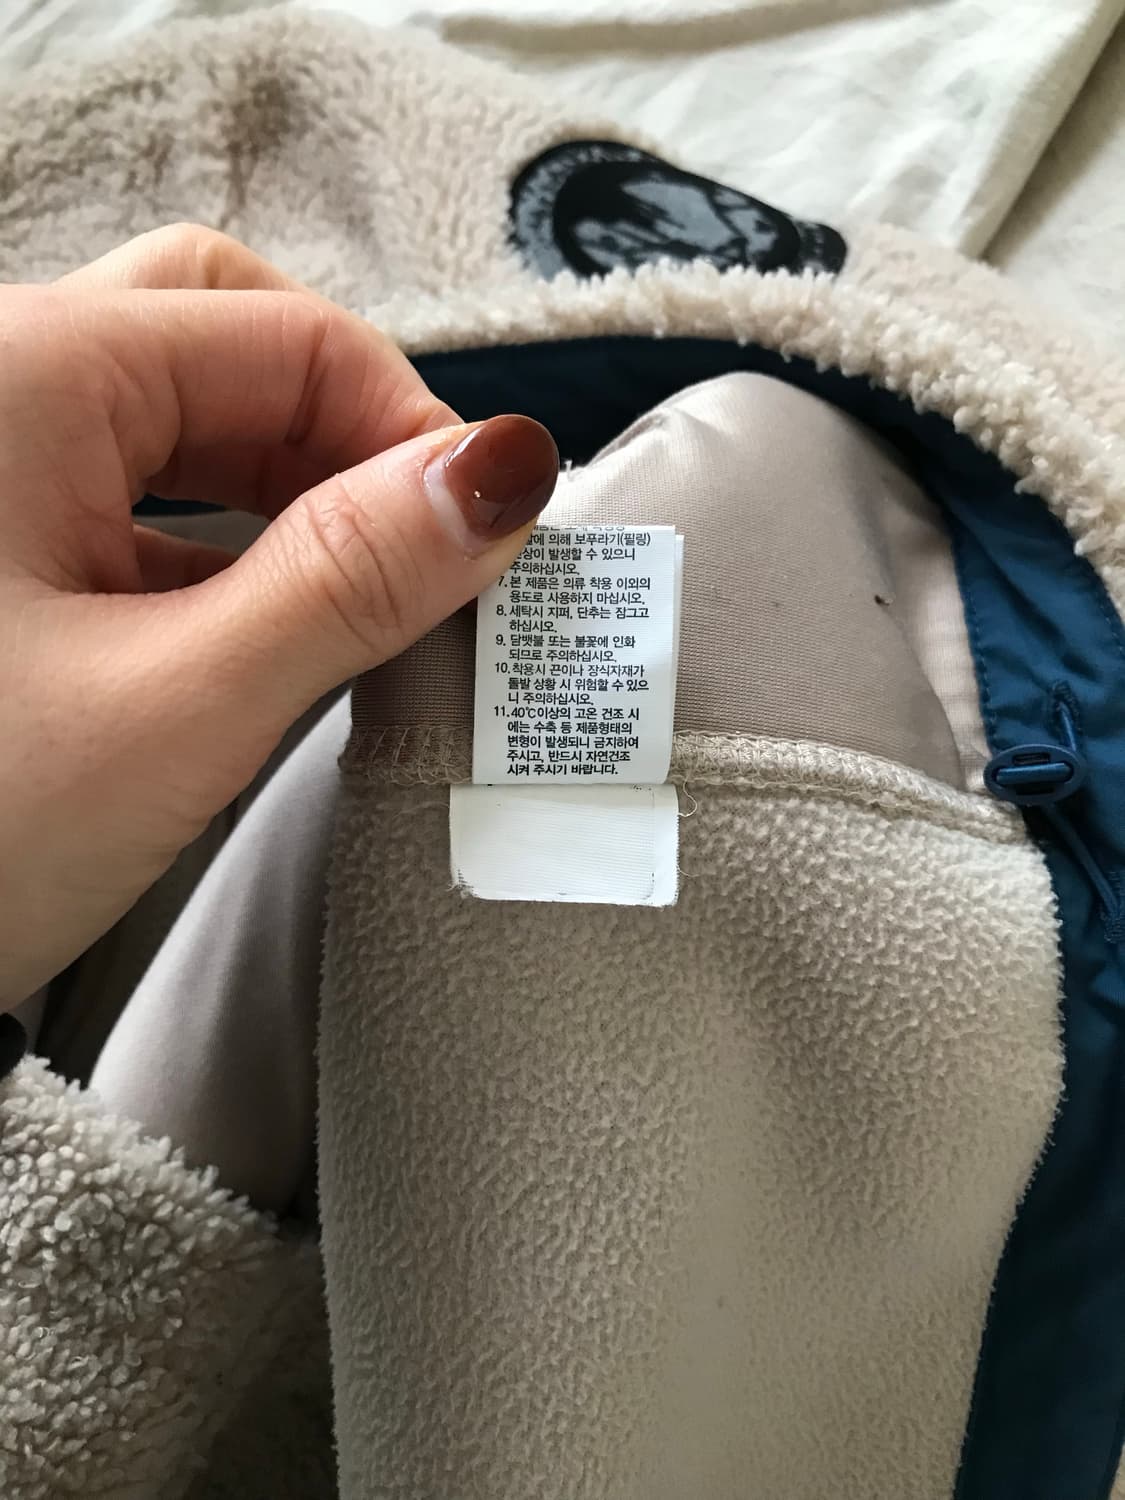 에 의해 보푸라기(필링)
발생할 수 있으니
주의하십시오.
7. 본 제품은 의류 착용 이외의
용도로 사용하지 마십시오.
8. 세탁시 지퍼, 단추는 잠그고
하십시오.
9. 담뱃불 또는 불꽃에 인화
되므로 주의하십시오.
10. 착용시 끈이나 장식자재가
돌발 상황 시 위험할 수 있으
니 주의하십시오.
11. 40℃이상의 고온 건조 시
에는 수축 등 제품형태의
변형이 발생되니 금지하여
주시고, 반드시 자연건조
시켜 주시기 바랍니다.